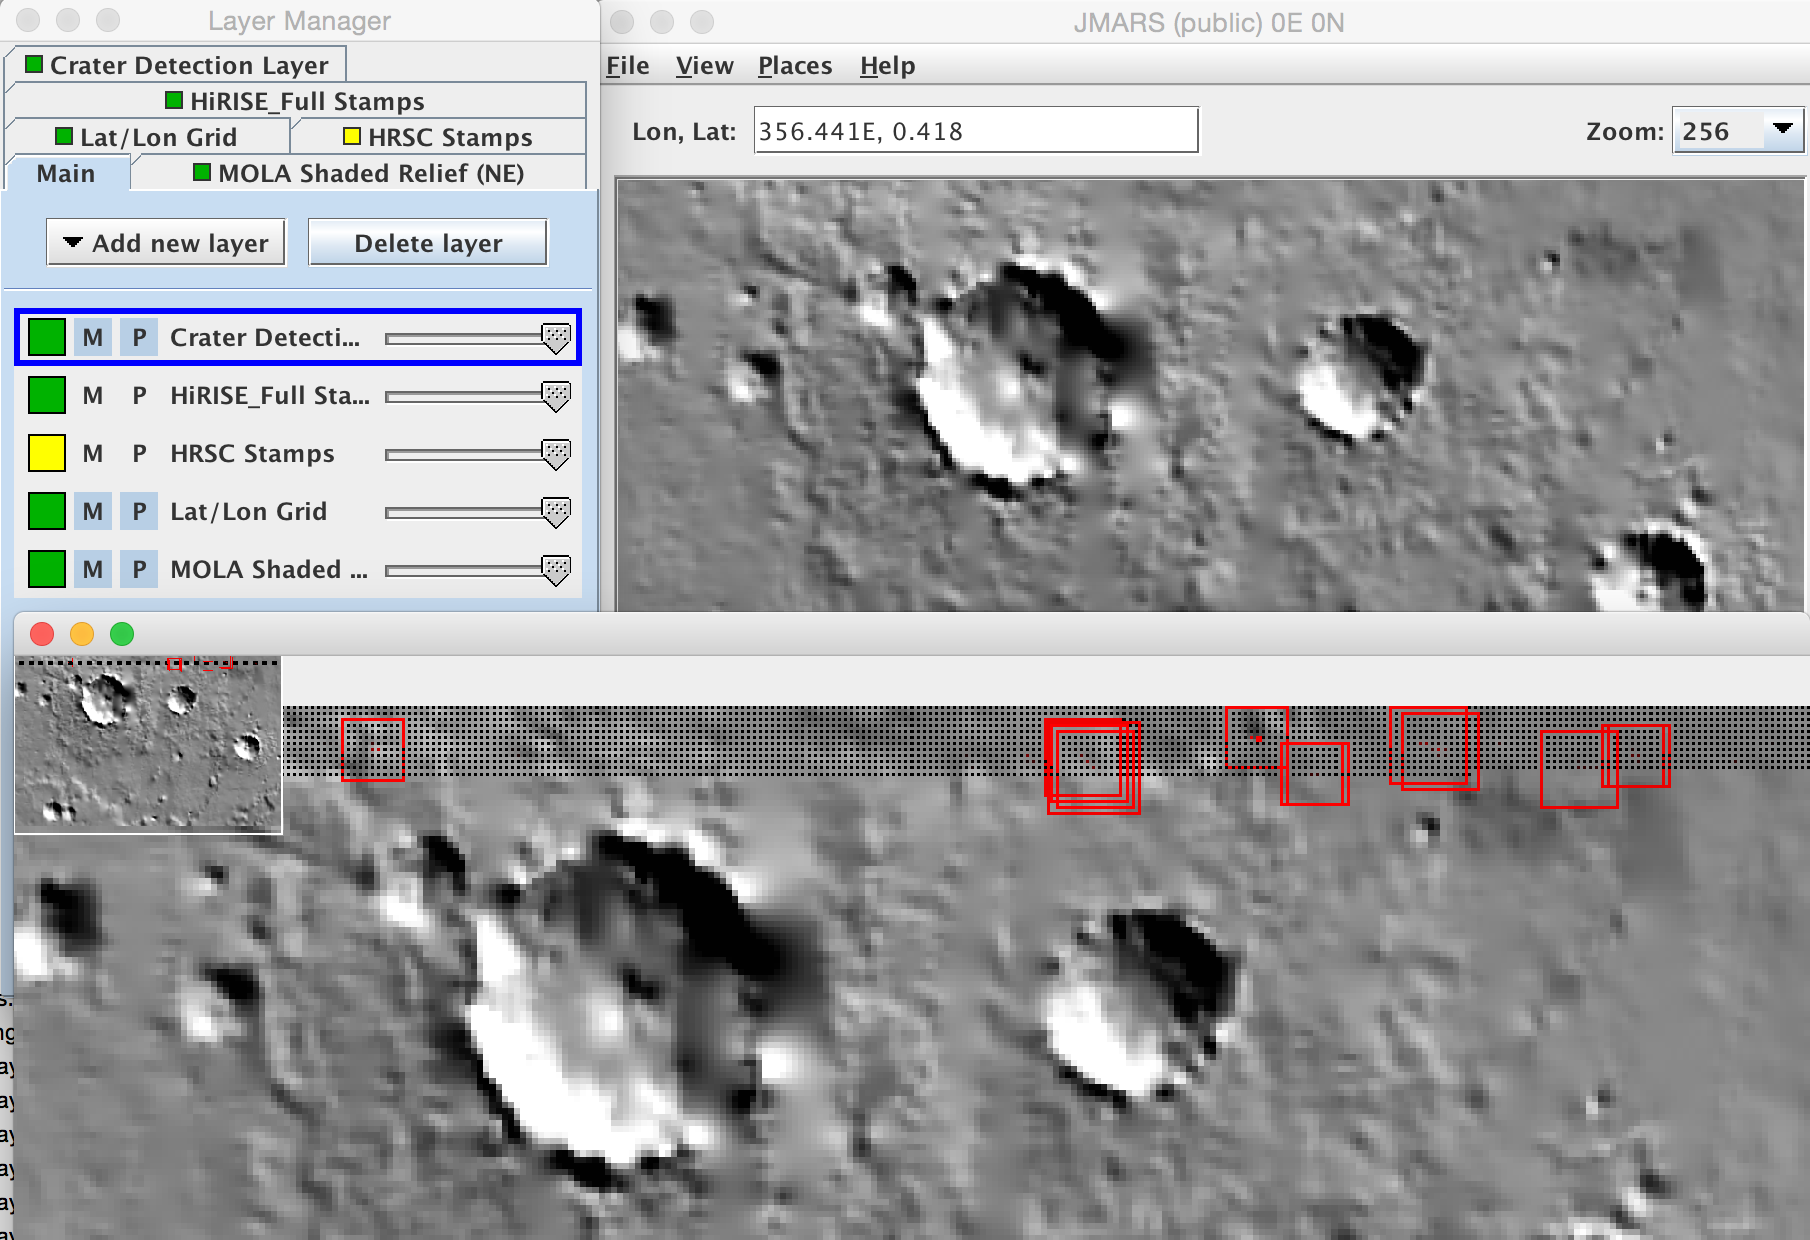 Layer Manager
Crater Detection Layer
HiRISE_Full Stamps
Lat/Lon Grid
HRSC Stamps
Main
MOLA Shaded Relief (NE)
Add new layer
Delete layer
M P Crater Detecti...
M P HiRISE_Full Sta...
M P HRSC Stamps
M P Lat/Lon Grid
M P MOLA Shaded ...
JMARS (public) 0E 0N
File View Places Help
Lon, Lat: 356.441E, 0.418
Zoom: 256